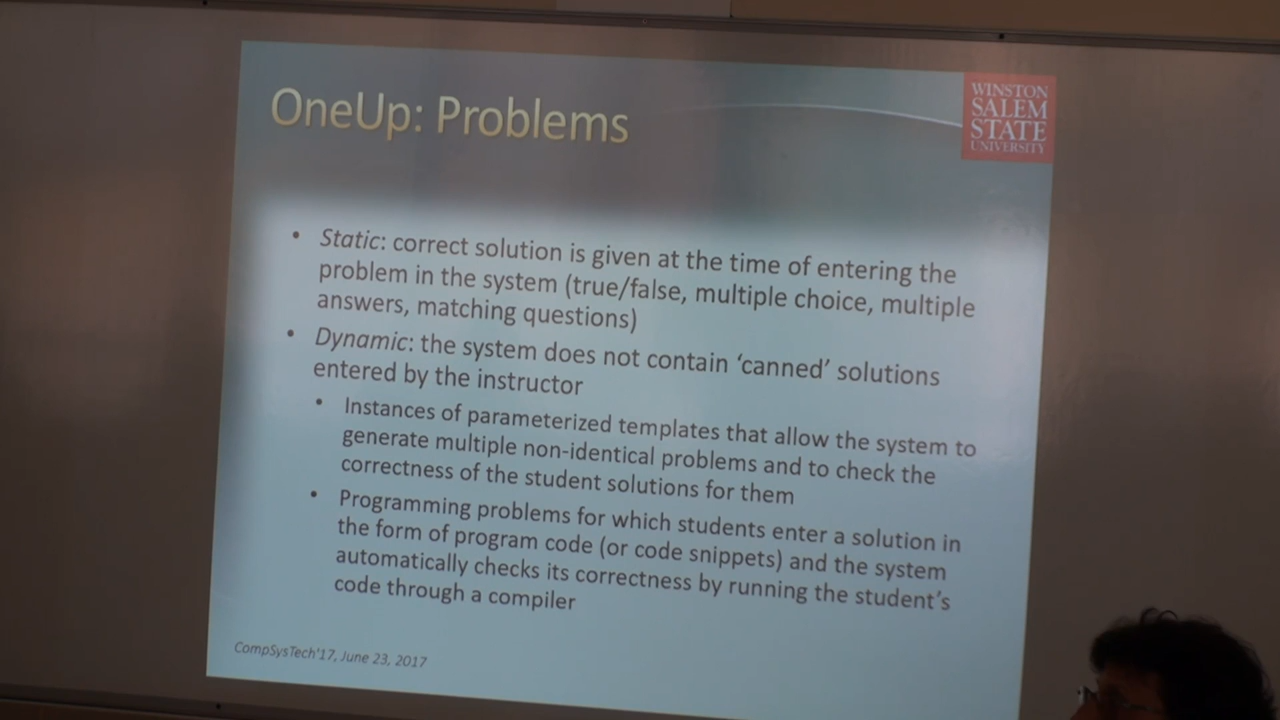 OneUp: Problems
WINSTON
SALEM
STATE
UNIVERSITY
• Static: correct solution is given at the time of entering the
problem in the system (true/false, multiple choice, multiple
answers, matching questions)
• Dynamic: the system does not contain ‘canned’ solutions
entered by the instructor
• Instances of parameterized templates that allow the system to
generate multiple non-identical problems and to check the
correctness of the student solutions for them
• Programming problems for which students enter a solution in
the form of program code (or code snippets) and the system
automatically checks its correctness by running the student’s
code through a compiler
CompSysTech'17, June 23, 2017